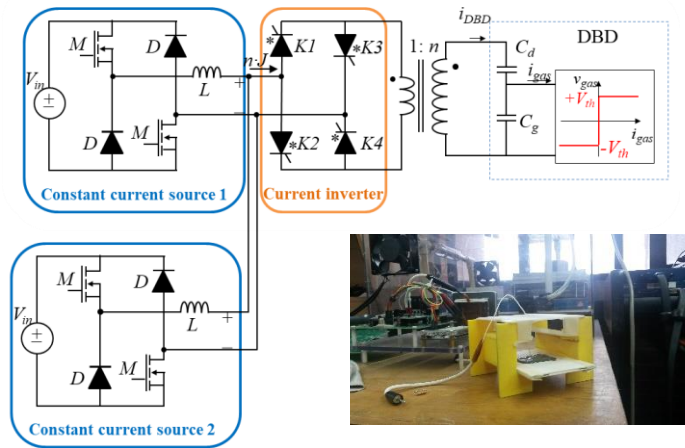 M
D
V_in
±
D
M
L
+
−
Constant current source 1
n·J
*
K1
*K3
*K2
*
K4
Current inverter
1: n
i_DBD
C_d
DBD
i_gas
C_g
v_gas
+V_th
i_gas
-V_th
M
D
V_in
±
D
M
L
+
−
Constant current source 2